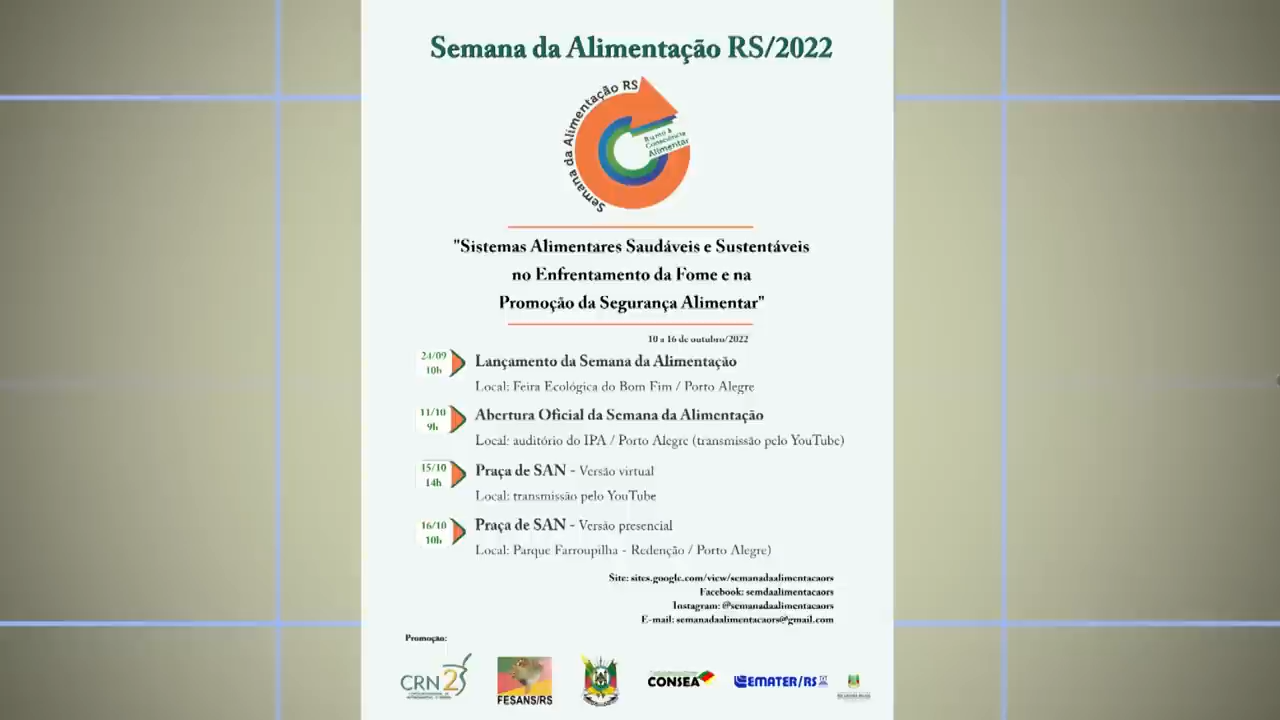 Semana da Alimentação RS/2022
Semana da Alimentação RS
Rumo à
Consciência
Alimentar
"Sistemas Alimentares Saudáveis e Sustentáveis
no Enfrentamento da Fome e na
Promoção da Segurança Alimentar"
10 a 16 de outubro/2022
24/09
10h
Lançamento da Semana da Alimentação
Local: Feira Ecológica do Bom Fim / Porto Alegre
11/10
9h
Abertura Oficial da Semana da Alimentação
Local: auditório do IPA / Porto Alegre (transmissão pelo YouTube)
15/10
14h
Praça de SAN - Versão virtual
Local: transmissão pelo YouTube
16/10
10h
Praça de SAN - Versão presencial
Local: Parque Farroupilha - Redenção / Porto Alegre)
Site: sites.google.com/view/semanadaalimentacaors
Facebook: semdaalimentacaors
Instagram: @semanadaalimentacaors
E-mail: semanadaalimentacaors@gmail.com
Promoção:
CRN2
FESANS/RS
CONSEA
EMATER/RS